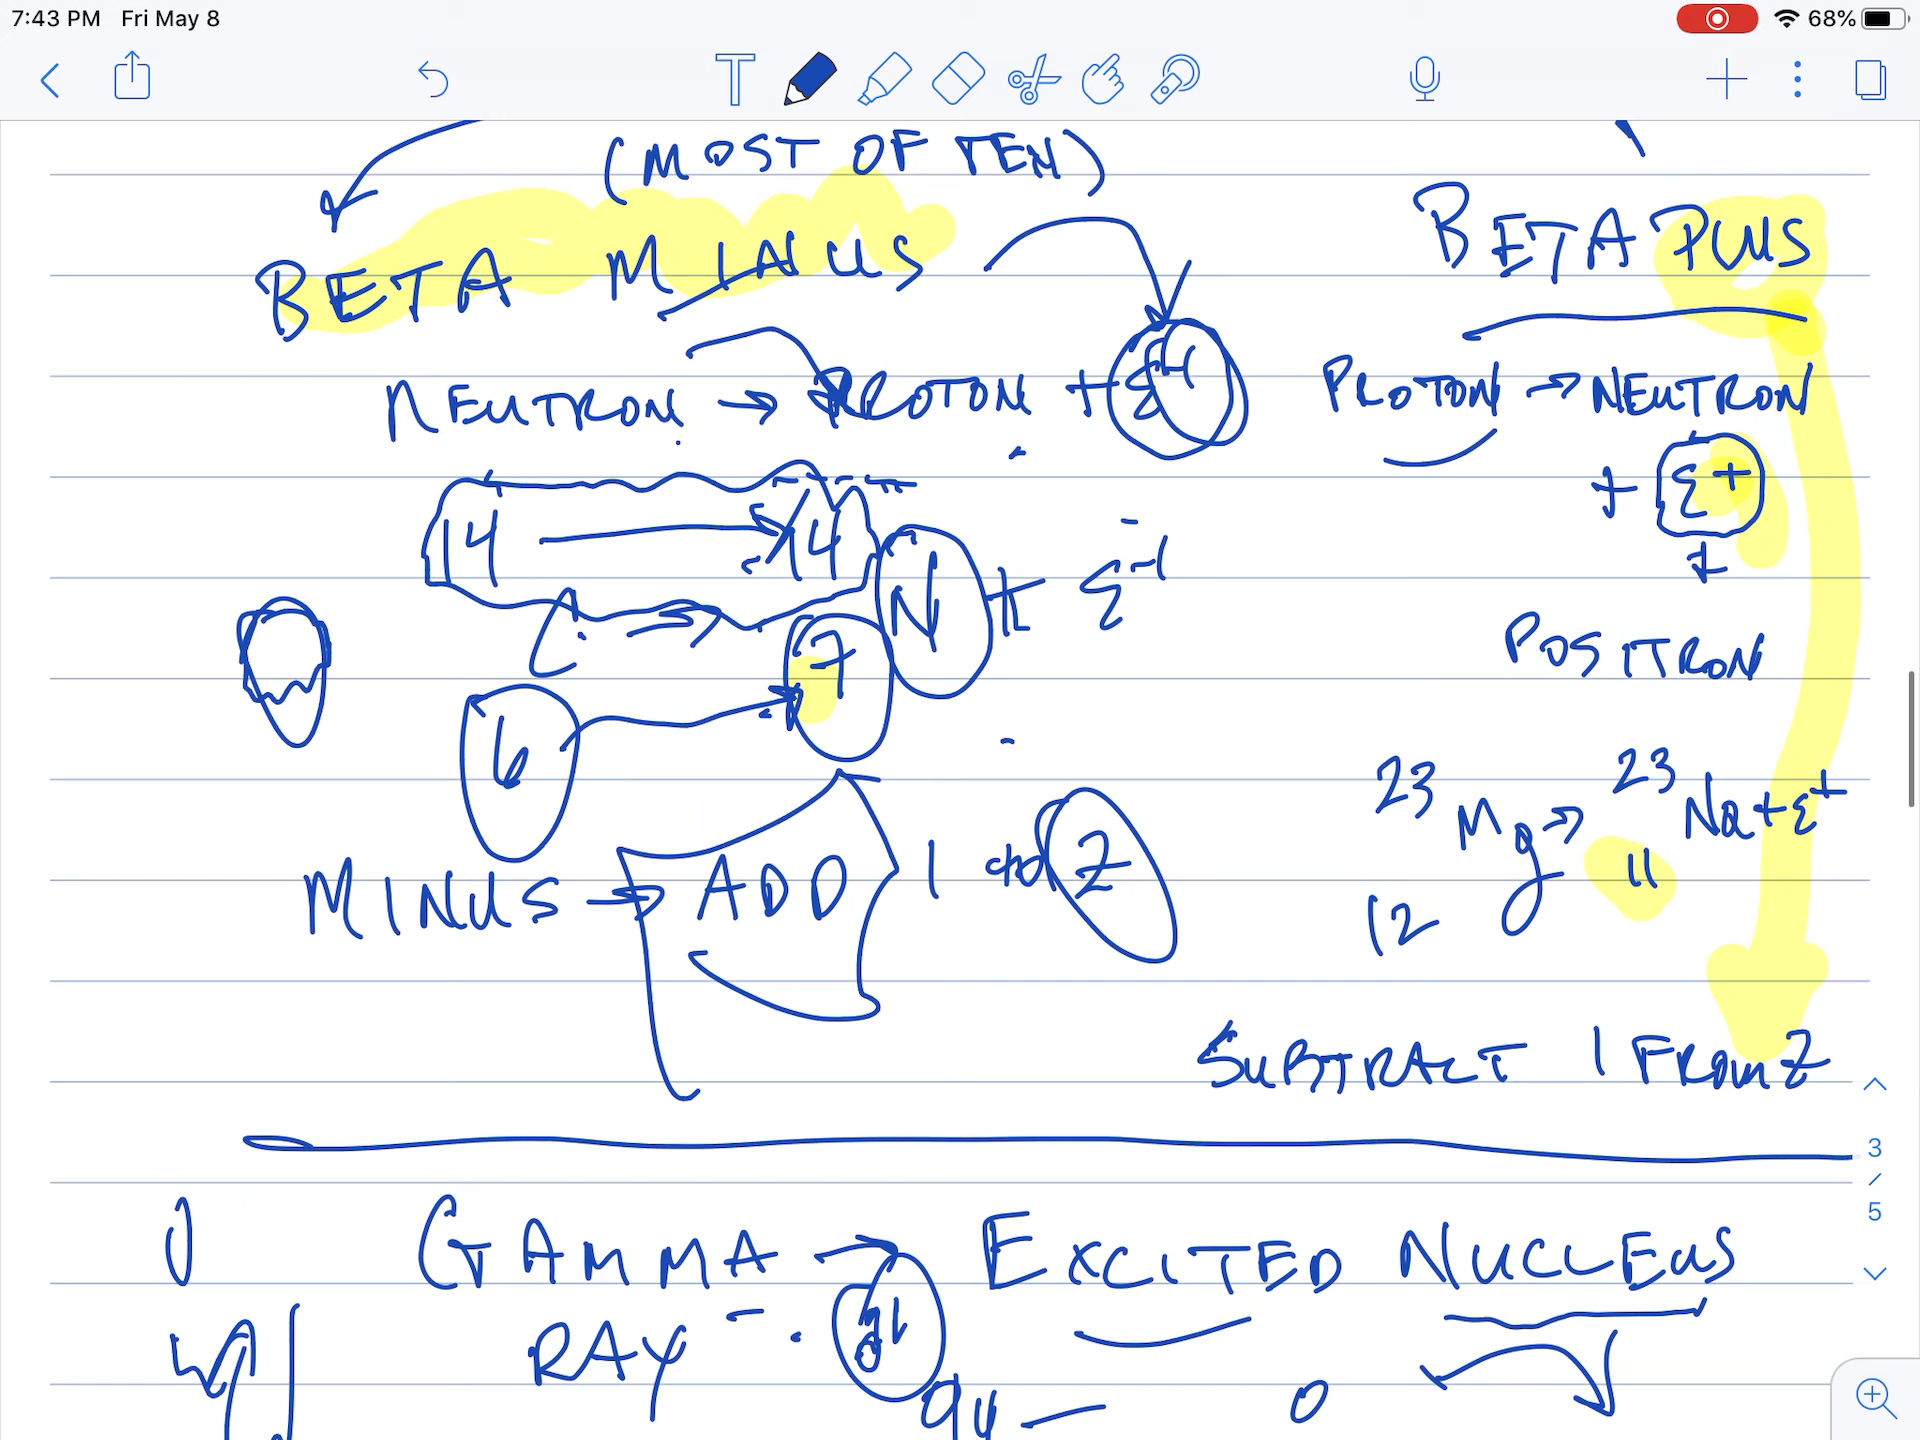 7:43 PM Fri May 8
68%
T
(MOST OFTEN)
BETA MINUS
BETA PLUS
NEUTRON → PROTON + ε⁻¹
PROTON → NEUTRON
+ ε⁺
14 → 14
C → N + ε⁻¹
6 → 7
POSITRON
23 Mg → 23 Na + ε⁺
12 11
MINUS → ADD 1 to Z
SUBTRACT 1 FROM Z
3
/
5
GAMMA → EXCITED NUCLEUS
RAY